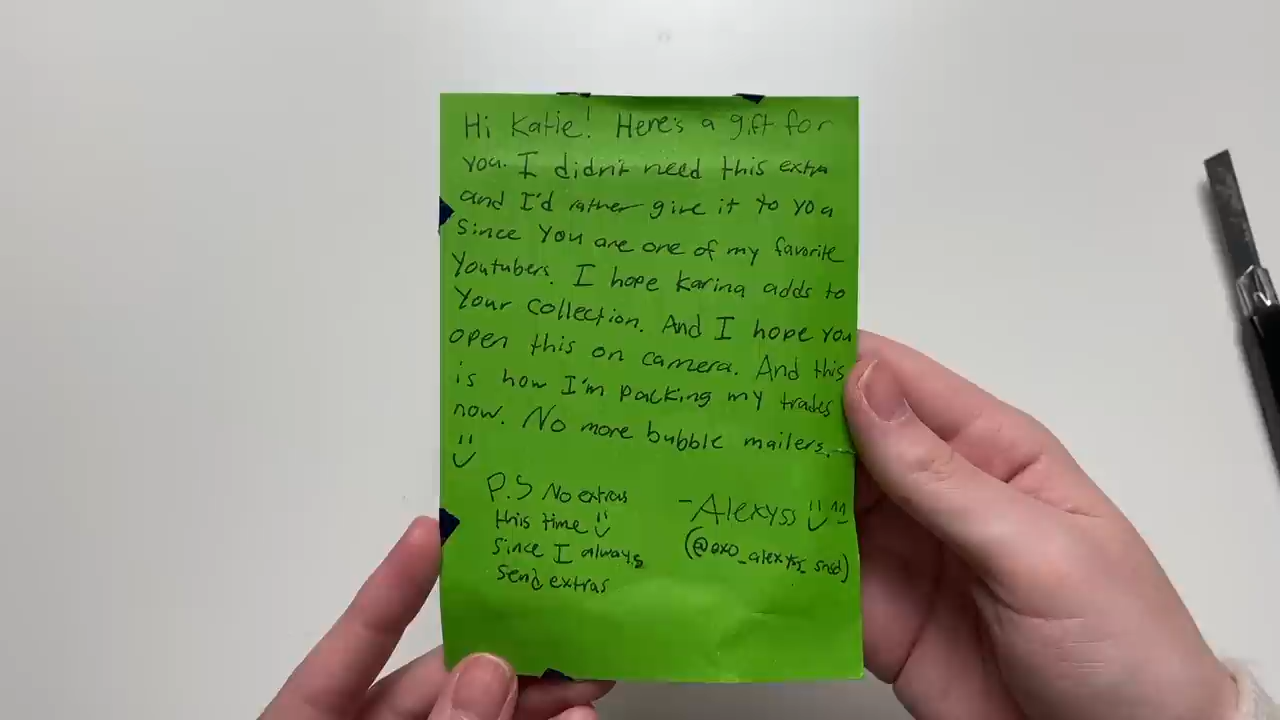 Hi Katie! Here's a gift for
you. I didn't need this extra
and I'd rather give it to you
since you are one of my favorite
Youtubers. I hope Karina adds to
your collection. And I hope you
open this on camera. And this
is how I'm packing my trades
now. No more bubble mailers.
P.S No extras
this time
since I always
send extras
-Alexyss
(@exo_alexyss_snsd)